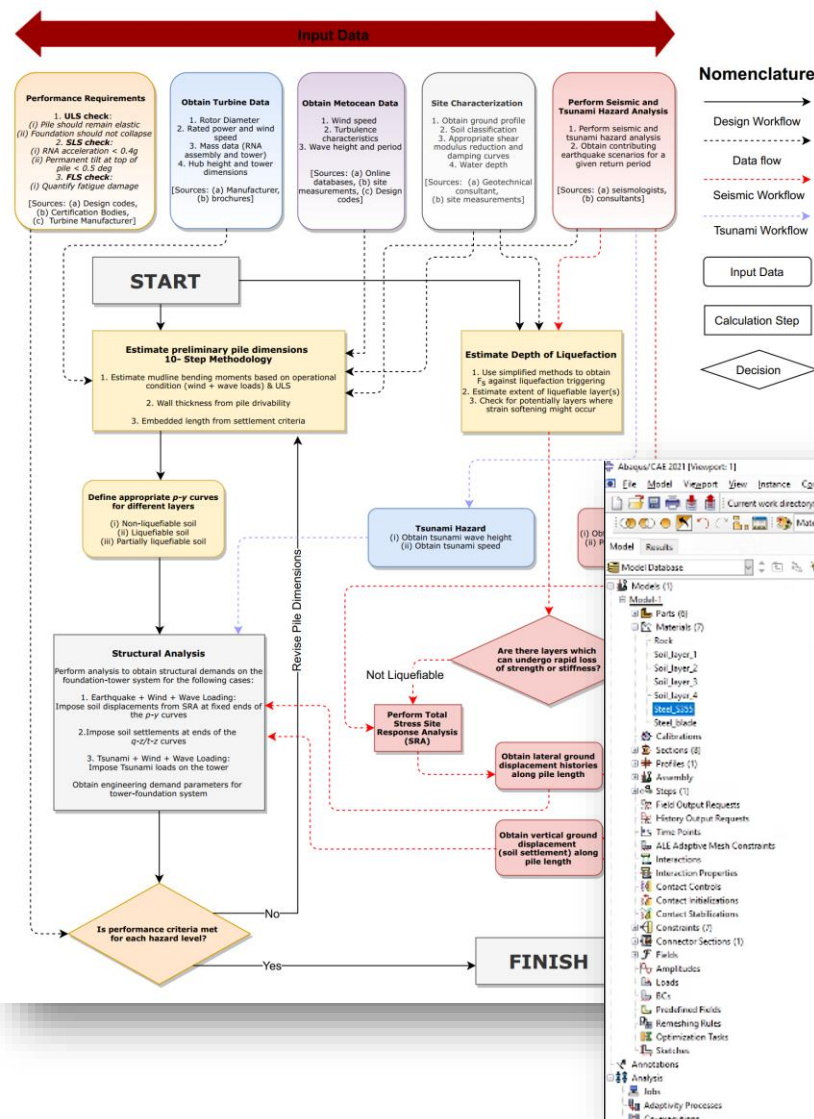 Input Data
Performance Requirements
1. ULS check:
(i) Pile should remain elastic
(ii) Foundation should not collapse
2. SLS check:
(i) RNA acceleration < 0.4g
(ii) Permanent tilt at top of
pile < 0.5 deg
3. FLS check:
(i) Quantify fatigue damage
[Sources: (a) Design codes,
(b) Certification Bodies,
(c) Turbine Manufacturer]
Obtain Turbine Data
1. Rotor Diameter
2. Rated power and wind
speed
3. Mass data (RNA
assembly and tower)
4. Hub height and tower
dimensions
[Sources: (a) Manufacturer,
(b) brochures]
Obtain Metocean Data
1. Wind speed
2. Turbulence
characteristics
3. Wave height and period
[Sources: (a) Online
databases, (b) site
measurements, (c) Design
codes]
Site Characterization
1. Obtain ground profile
2. Soil classification
3. Appropriate shear
modulus reduction and
damping curves
4. Water depth
[Sources: (a) Geotechnical
consultant,
(b) site measurements]
Perform Seismic and
Tsunami Hazard Analysis
1. Perform seismic and
tsunami hazard analysis
2. Obtain contributing
earthquake scenarios for a
given return period
[Sources: (a) seismologists,
(b) consultants]
Nomenclature
Design Workflow
Data flow
Seismic Workflow
Tsunami Workflow
Input Data
Calculation Step
Decision
START
Estimate preliminary pile dimensions
10- Step Methodology
1. Estimate mudline bending moments based on operational
condition (wind + wave loads) & ULS
2. Wall thickness from pile drivability
3. Embedded length from settlement criteria
Estimate Depth of Liquefaction
1. Use simplified methods to obtain
FS against liquefaction triggering
2. Estimate extent of liquefiable layer(s)
3. Check for potentially layers where
strain softening might occur
Define appropriate p-y curves
for different layers
(i) Non-liquefiable soil
(ii) Liquefiable soil
(iii) Partially liquefiable soil
Revise Pile Dimensions
Tsunami Hazard
(i) Obtain tsunami wave height
(ii) Obtain tsunami speed
(i) Obt
(ii) P
Structural Analysis
Perform analysis to obtain structural demands on the
foundation-tower system for the following cases:
1. Earthquake + Wind + Wave Loading:
Impose soil displacements from SRA at fixed ends of
the p-y curves
2.Impose soil settlements at ends of the
q-z/t-z curves
3. Tsunami + Wind + Wave Loading:
Impose Tsunami loads on the tower
Obtain engineering demand parameters for
tower-foundation system
Are there layers which
can undergo rapid loss
of strength or stiffness?
Not Liquefiable
Perform Total
Stress Site
Response Analysis
(SRA)
Obtain lateral ground
displacement histories
along pile length
Obtain vertical ground
displacement
(soil settlement) along
pile length
Is performance criteria met
for each hazard level?
No
Yes
FINISH
Abaqus/CAE 2021 [Viewport: 1]
File Model Viewport View Instance
Current work directory
Model Results
Model Database
Models (1)
Model-1
Parts (6)
Materials (7)
Rock
Soil_layer_1
Soil_layer_2
Soil_layer_3
Soil_layer_4
Steel_S355
Steel_blade
Calibrations
Sections (8)
Profiles (1)
Assembly
Steps (1)
Field Output Requests
History Output Requests
Time Points
ALE Adaptive Mesh Constraints
Interactions
Interaction Properties
Contact Controls
Contact Initializations
Contact Stabilizations
Constraints (7)
Connector Sections (1)
Fields
Amplitudes
Loads
BCs
Predefined Fields
Remeshing Rules
Optimization Tasks
Sketches
Annotations
Analysis
Jobs
Adaptivity Processes